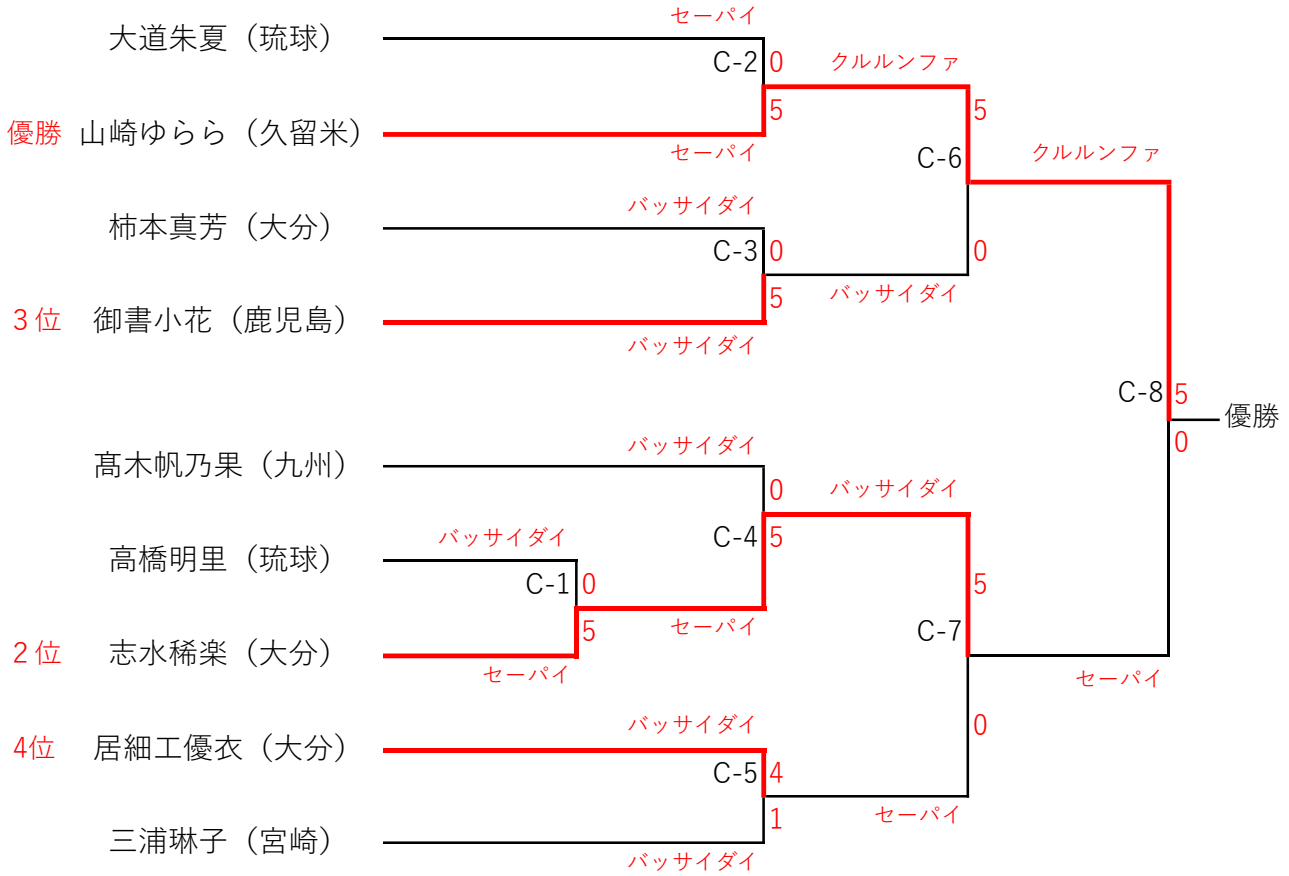 セーパイ
大道朱夏（琉球）
C-2 0 クルルンファ
5 5
優勝 山崎ゆらら（久留米）
セーパイ
C-6 クルルンファ
バッサイダイ
柿本真芳（大分）
C-3 0 0
5 バッサイダイ
3位 御書小花（鹿児島）
バッサイダイ
C-8 5
優勝
0
バッサイダイ
髙木帆乃果（九州）
0 バッサイダイ
バッサイダイ
C-4 5
高橋明里（琉球）
C-1 0 5
5 セーパイ
C-7
2位 志水稀楽（大分）
セーパイ
セーパイ
バッサイダイ
0
4位 居細工優衣（大分）
C-5 4
1 セーパイ
三浦琳子（宮崎）
バッサイダイ